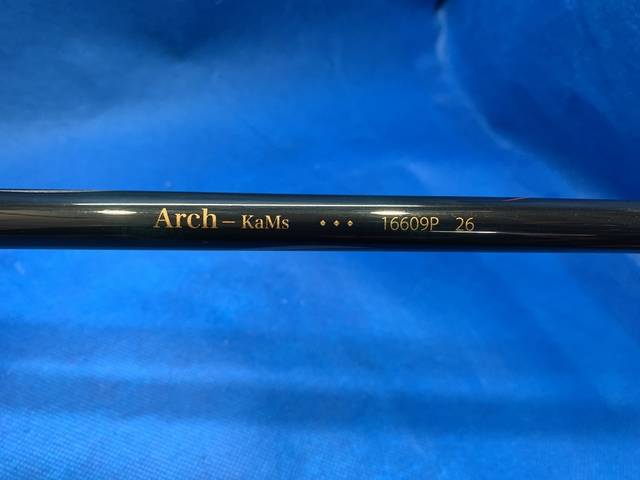 Arch – KaMs ⬥⬥⬥ 16609P 26